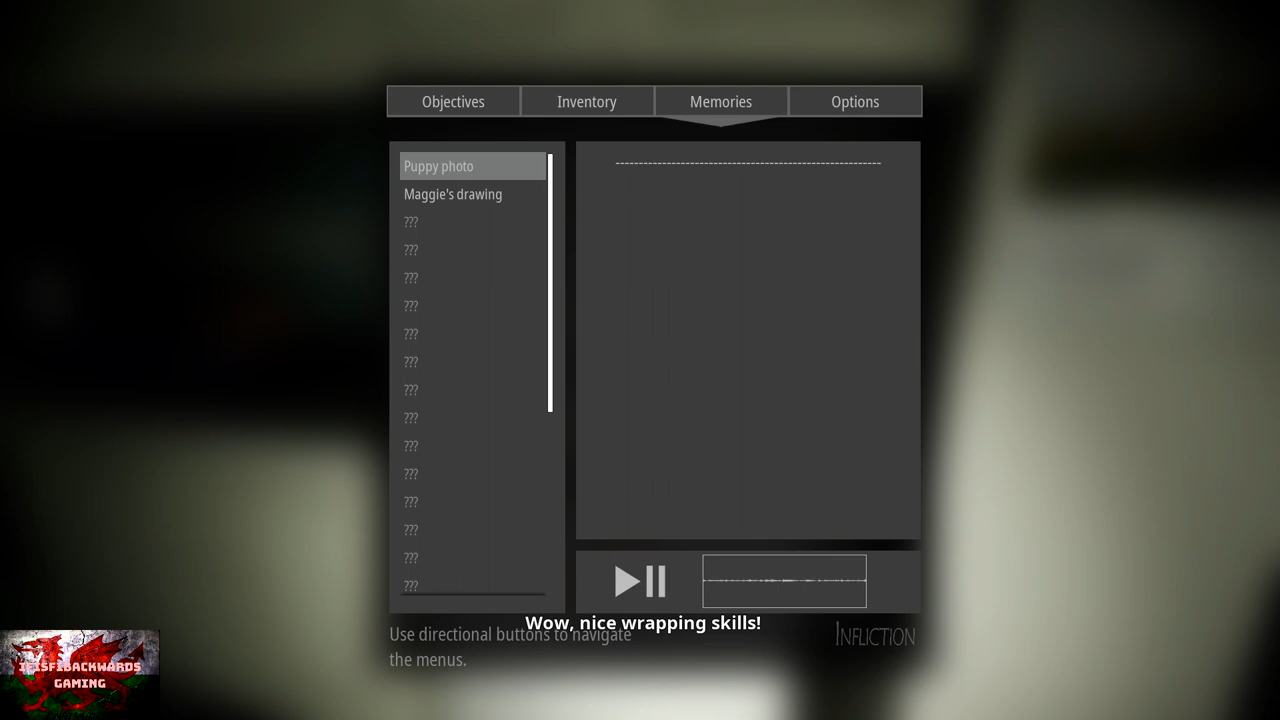 Objectives
Inventory
Memories
Options
Puppy photo
Maggie's drawing
???
???
???
???
???
???
???
???
???
???
???
???
???
???
--------------------------------------------------------
Wow, nice wrapping skills!
Use directional buttons to navigate
the menus.
INFLICTION
IFISFIBACKWARDS
GAMING